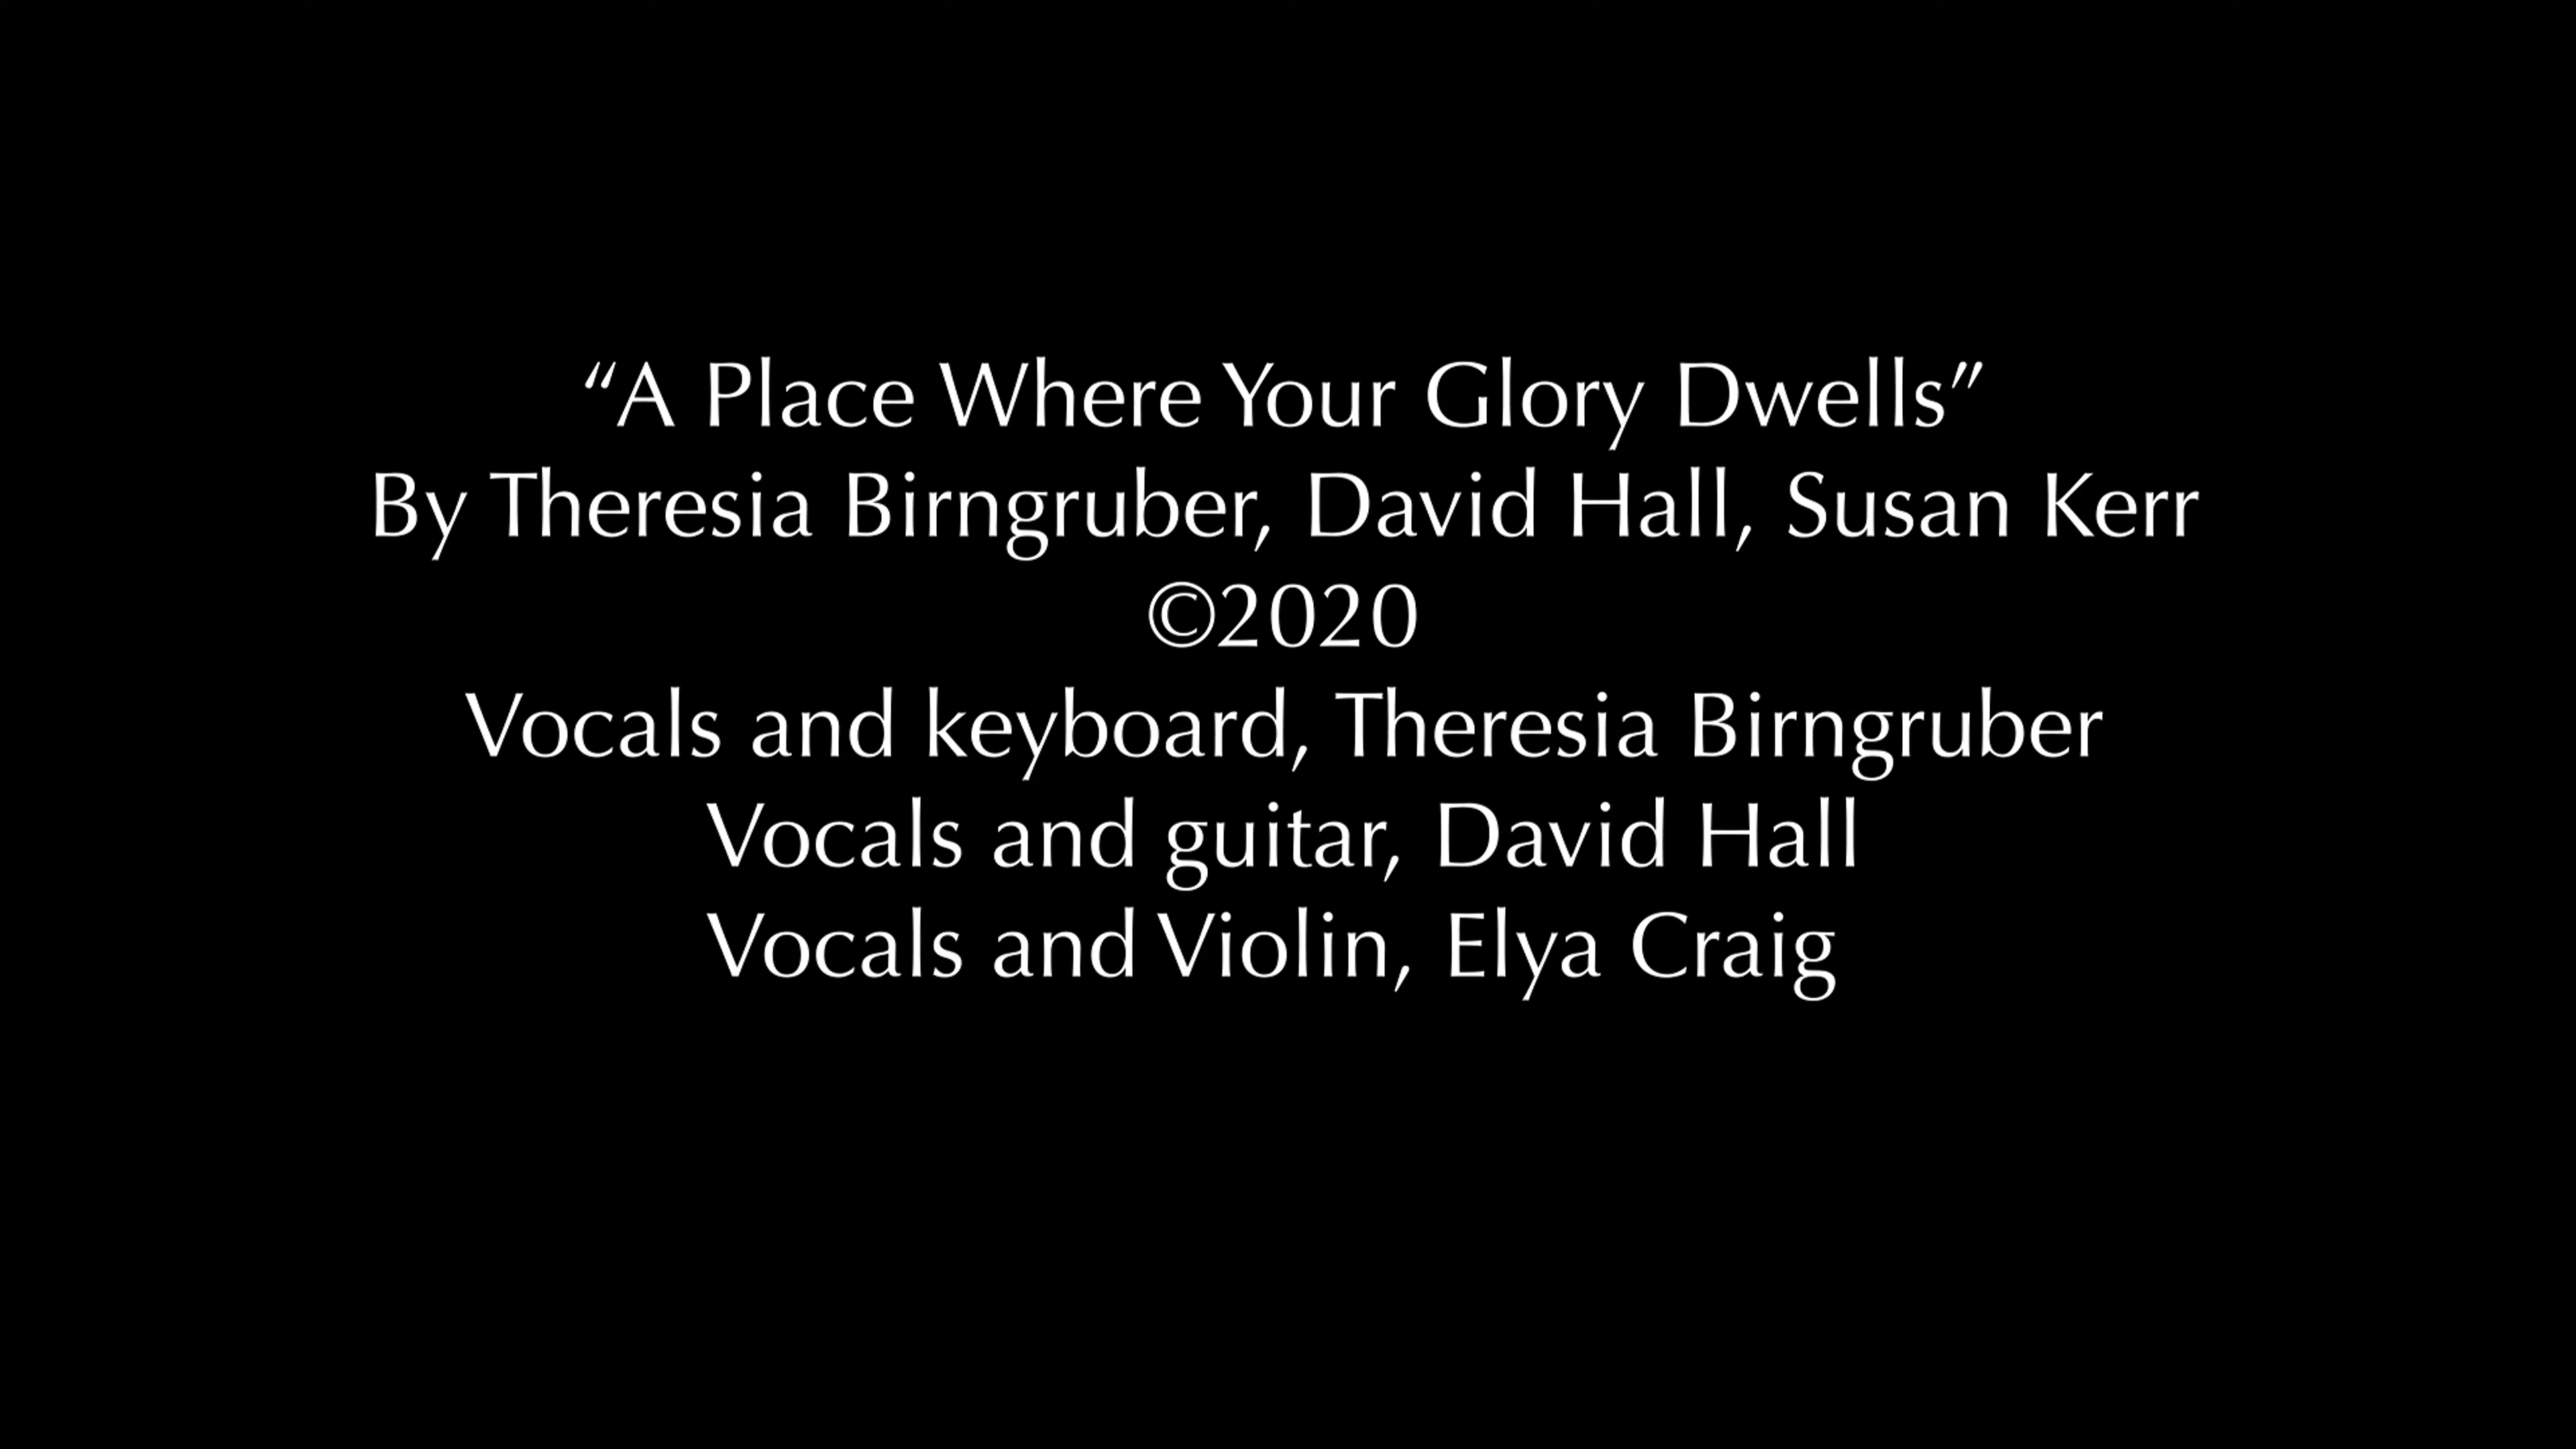 “A Place Where Your Glory Dwells”
By Theresia Birngruber, David Hall, Susan Kerr
©2020
Vocals and keyboard, Theresia Birngruber
Vocals and guitar, David Hall
Vocals and Violin, Elya Craig